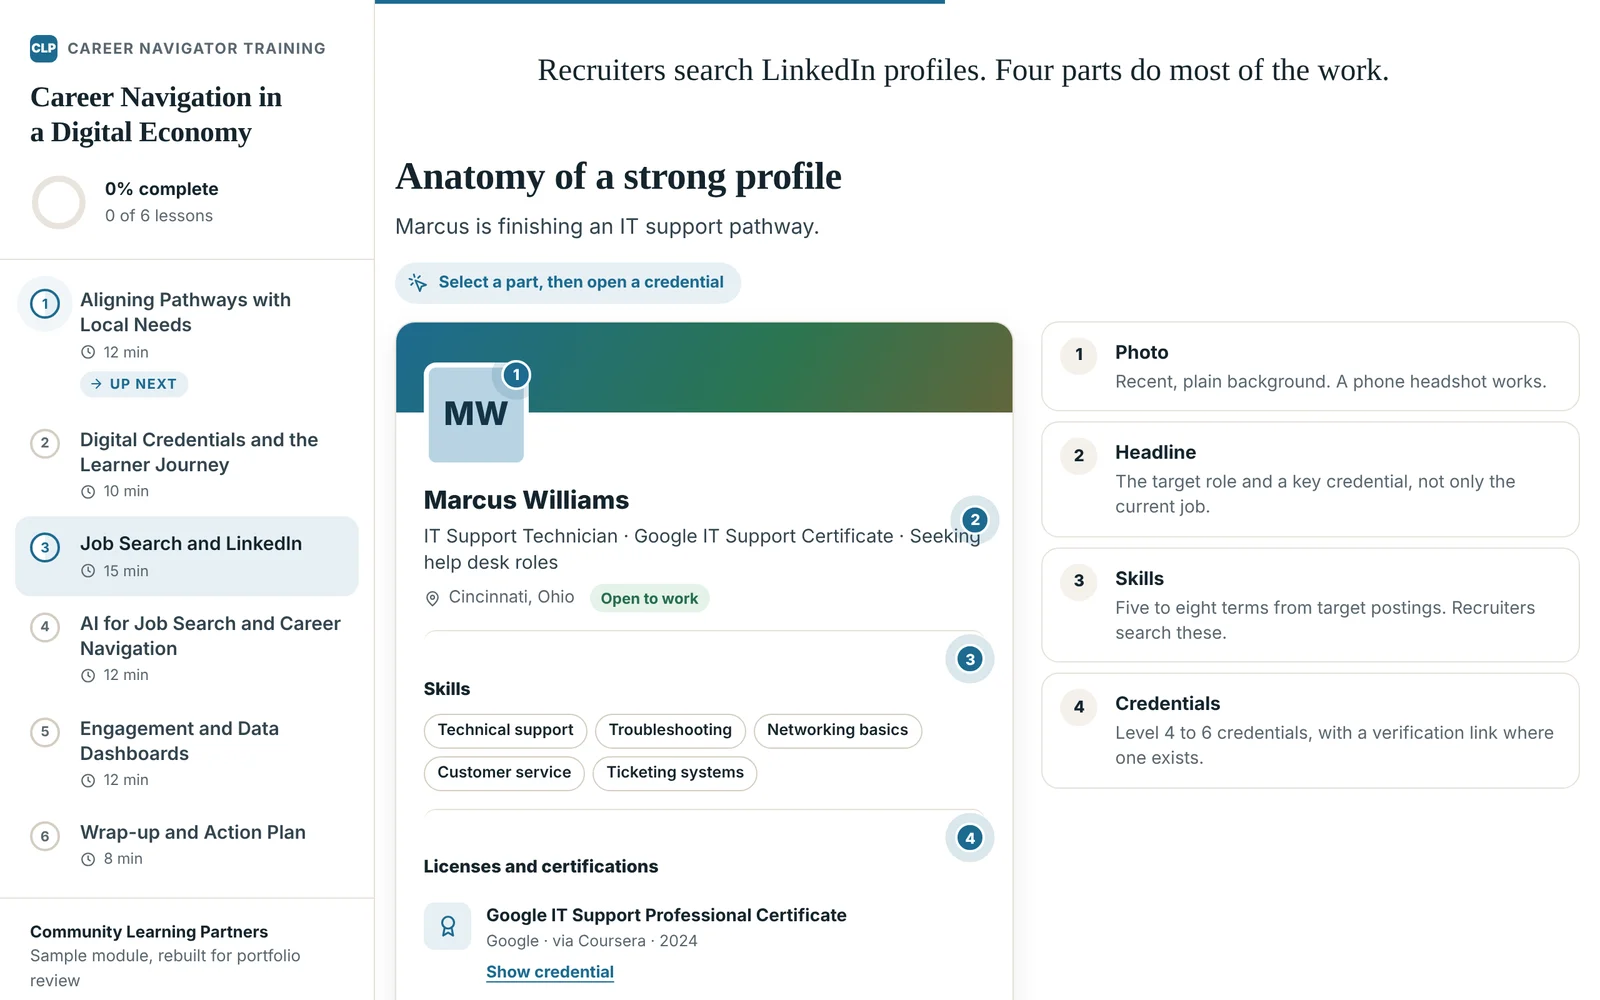 CLP CAREER NAVIGATOR TRAINING
Career Navigation in
a Digital Economy
0% complete
0 of 6 lessons
1
Aligning Pathways with
Local Needs
12 min
→ UP NEXT
2
Digital Credentials and the
Learner Journey
10 min
3
Job Search and LinkedIn
15 min
4
AI for Job Search and Career
Navigation
12 min
5
Engagement and Data
Dashboards
12 min
6
Wrap-up and Action Plan
8 min
Community Learning Partners
Sample module, rebuilt for portfolio
review
Recruiters search LinkedIn profiles. Four parts do most of the work.
Anatomy of a strong profile
Marcus is finishing an IT support pathway.
Select a part, then open a credential
1
MW
Marcus Williams
2
IT Support Technician · Google IT Support Certificate · Seeking
help desk roles
Cincinnati, Ohio Open to work
3
Skills
Technical support Troubleshooting Networking basics
Customer service Ticketing systems
4
Licenses and certifications
Google IT Support Professional Certificate
Google · via Coursera · 2024
Show credential
1 Photo
Recent, plain background. A phone headshot works.
2 Headline
The target role and a key credential, not only the
current job.
3 Skills
Five to eight terms from target postings. Recruiters
search these.
4 Credentials
Level 4 to 6 credentials, with a verification link where
one exists.